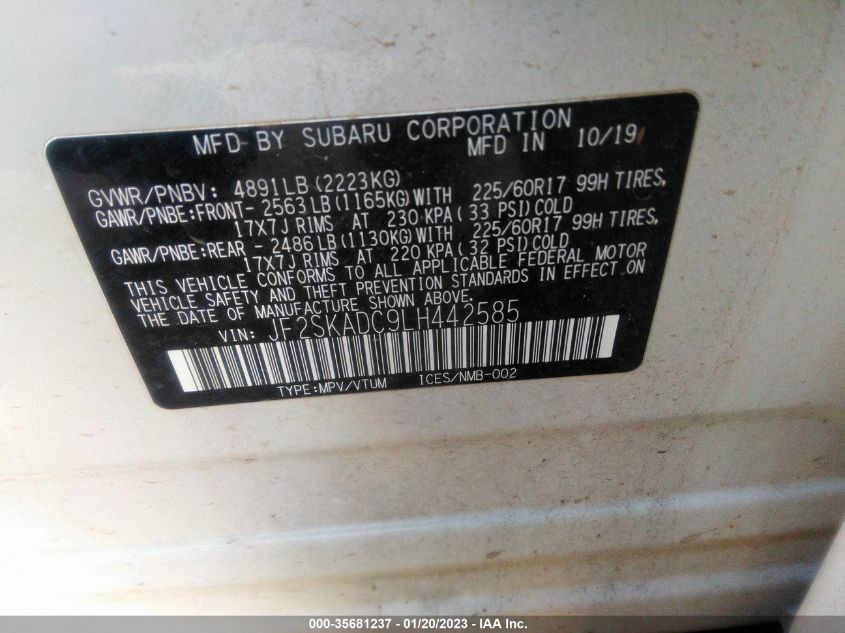 MFD BY SUBARU CORPORATION
MFD IN 10/19
GVWR/PNBV: 4891LB(2223KG)
GAWR/PNBE:FRONT- 2563LB(1165KG)WITH 225/60R17 99H TIRES,
17X7J RIMS AT 230 KPA(33 PSI)COLD
GAWR/PNBE:REAR - 2486LB(1130KG)WITH 225/60R17 99H TIRES,
17X7J RIMS AT 220 KPA(32 PSI)COLD
THIS VEHICLE CONFORMS TO ALL APPLICABLE FEDERAL MOTOR
VEHICLE SAFETY AND THEFT PREVENTION STANDARDS IN EFFECT ON
THE DATE OF MANUFACTURE SHOWN ABOVE.
VIN: JF2SKADC9LH442585
TYPE:MPV/VTUM ICES/NMB-002
000-35681237 - 01/20/2023 - IAA Inc.